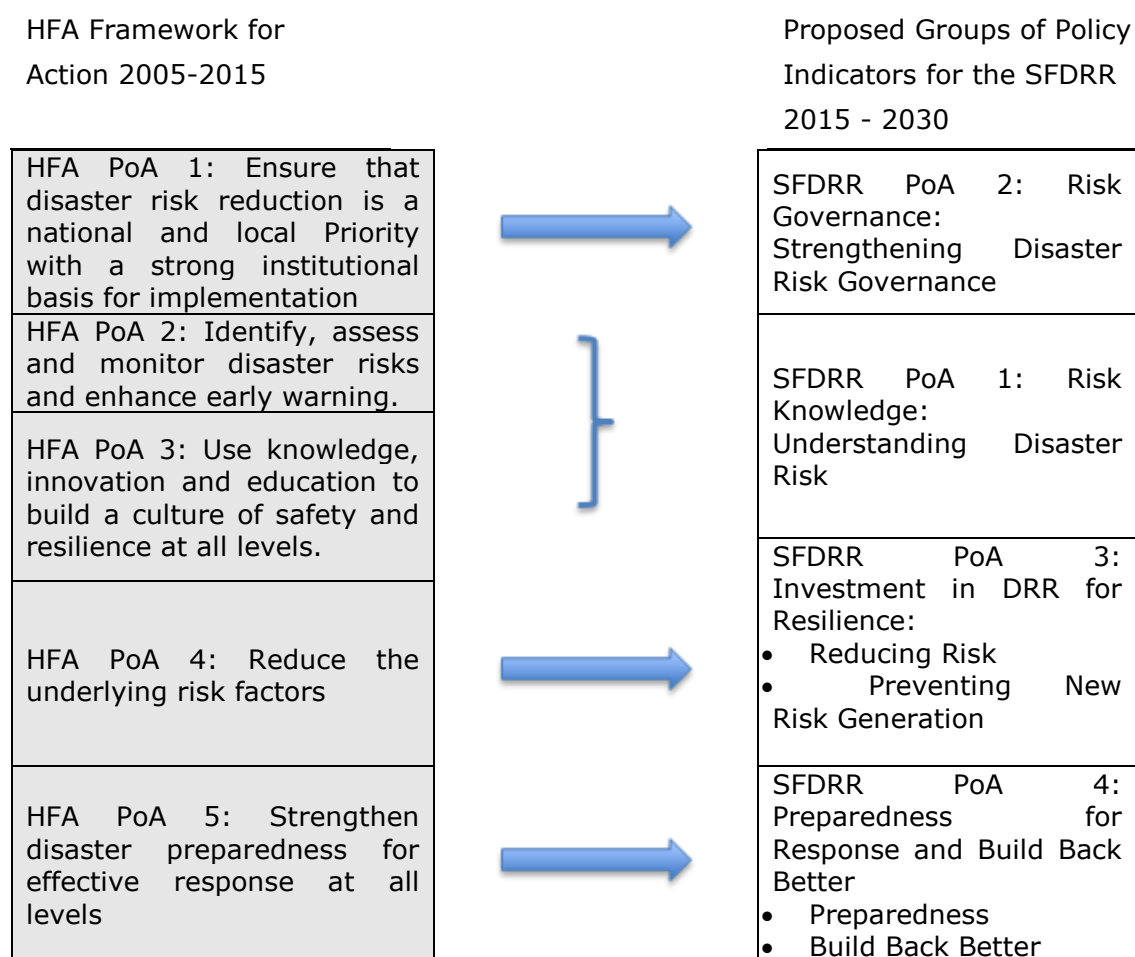 HFA Framework for
Action 2005-2015
Proposed Groups of Policy
Indicators for the SFDRR
2015 - 2030
HFA PoA 1: Ensure that
disaster risk reduction is a
national and local Priority
with a strong institutional
basis for implementation
SFDRR PoA 2: Risk
Governance:
Strengthening Disaster
Risk Governance
HFA PoA 2: Identify, assess
and monitor disaster risks
and enhance early warning.
HFA PoA 3: Use knowledge,
innovation and education to
build a culture of safety and
resilience at all levels.
SFDRR PoA 1: Risk
Knowledge:
Understanding Disaster
Risk
HFA PoA 4: Reduce the
underlying risk factors
SFDRR PoA 3:
Investment in DRR for
Resilience:
• Reducing Risk
• Preventing New
Risk Generation
HFA PoA 5: Strengthen
disaster preparedness for
effective response at all
levels
SFDRR PoA 4:
Preparedness for
Response and Build Back
Better
• Preparedness
• Build Back Better